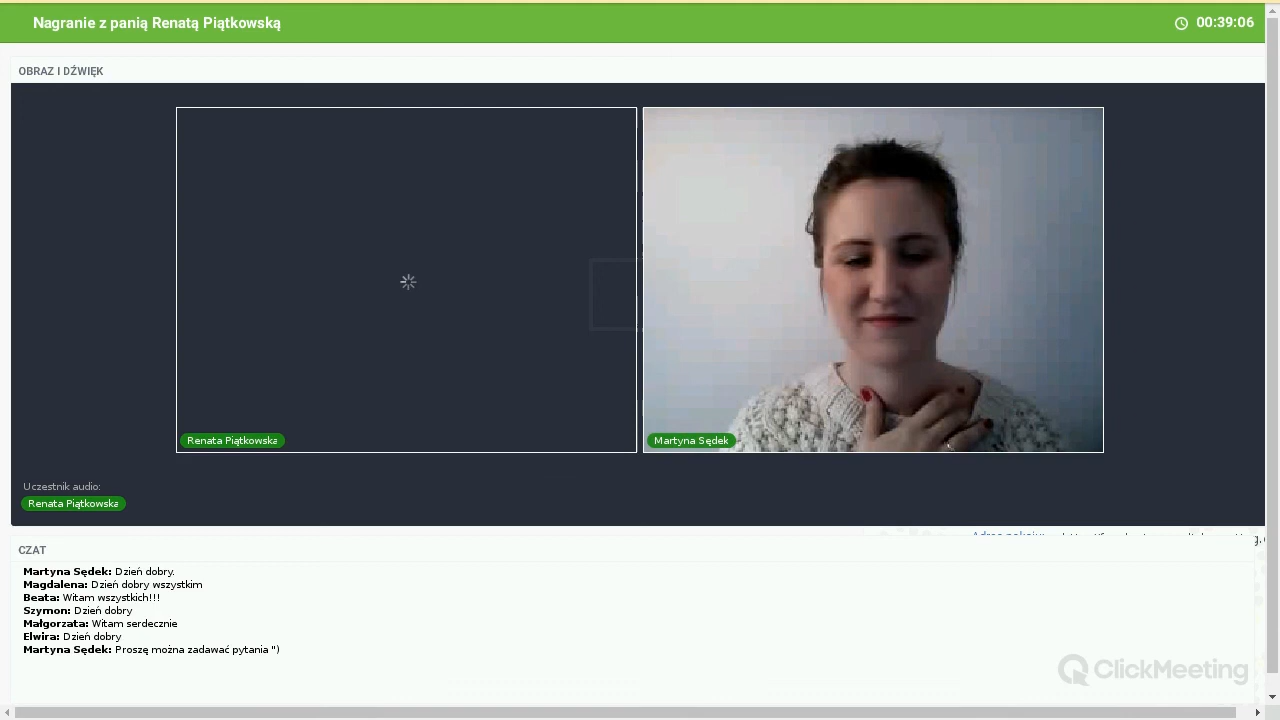 Nagranie z panią Renatą Piątkowską
00:39:06
OBRAZ I DŹWIĘK
Renata Piątkowska
Martyna Sędek
Uczestnik audio:
Renata Piątkowska
CZAT
Martyna Sędek: Dzień dobry.
Magdalena: Dzień dobry wszystkim
Beata: Witam wszystkich!!!
Szymon: Dzień dobry
Małgorzata: Witam serdecznie
Elwira: Dzień dobry
Martyna Sędek: Proszę można zadawać pytania ")
ClickMeeting